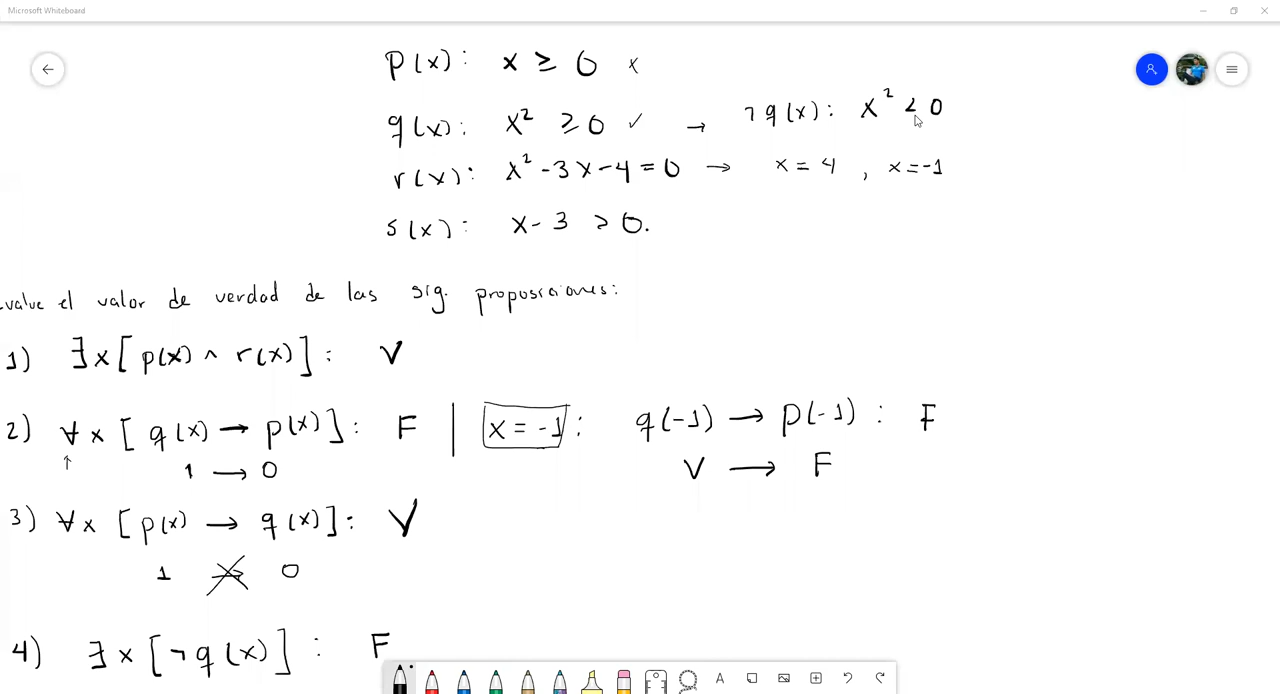 Microsoft Whiteboard
p(x): x ≥ 0 x
q(x): x² ≥ 0 ✓ → ¬q(x): x² < 0
r(x): x² - 3x - 4 = 0 → x = 4 , x = -1
s(x): x - 3 > 0.
evalue el valor de verdad de las sig. proposiciones:
1) ∃x [p(x) ∧ r(x)]: V
2) ∀x [q(x) → p(x)]: F | x = -1 : q(-1) → p(-1) : F
↑ 1 → 0 V → F
3) ∀x [p(x) → q(x)]: V
1 → 0
4) ∃x [¬q(x)] : F
A